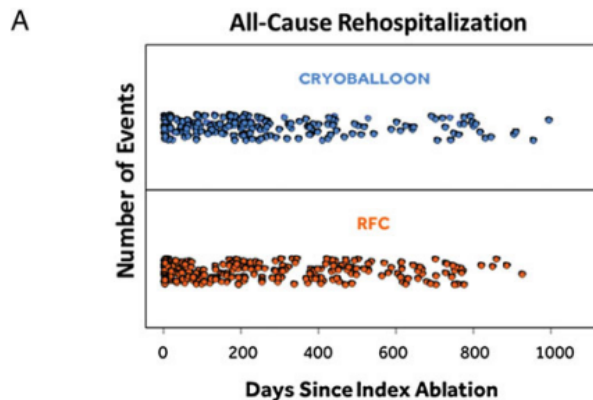 A
All-Cause Rehospitalization
CRYOBALLOON
Number of Events
RFC
0 200 400 600 800 1000
Days Since Index Ablation